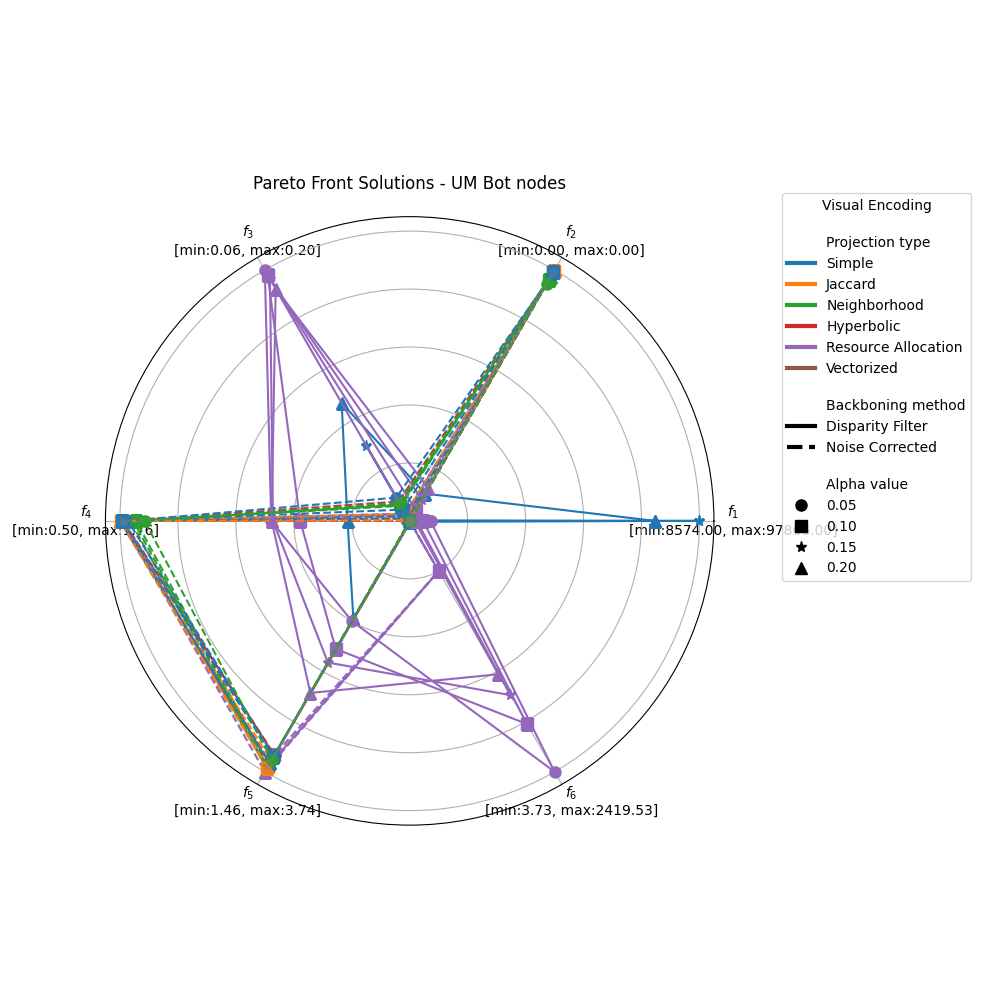 Pareto Front Solutions - UM Bot nodes
f3
[min:0.06, max:0.20]
f2
[min:0.00, max:0.00]
f4
[min:0.50,
f1
[min:8574.00,
f5
[min:1.46, max:3.74]
f6
[min:3.73, max:2419.53]
Visual Encoding
Projection type
Simple
Jaccard
Neighborhood
Hyperbolic
Resource Allocation
Vectorized
Backboning method
Disparity Filter
Noise Corrected
Alpha value
0.05
0.10
0.15
0.20